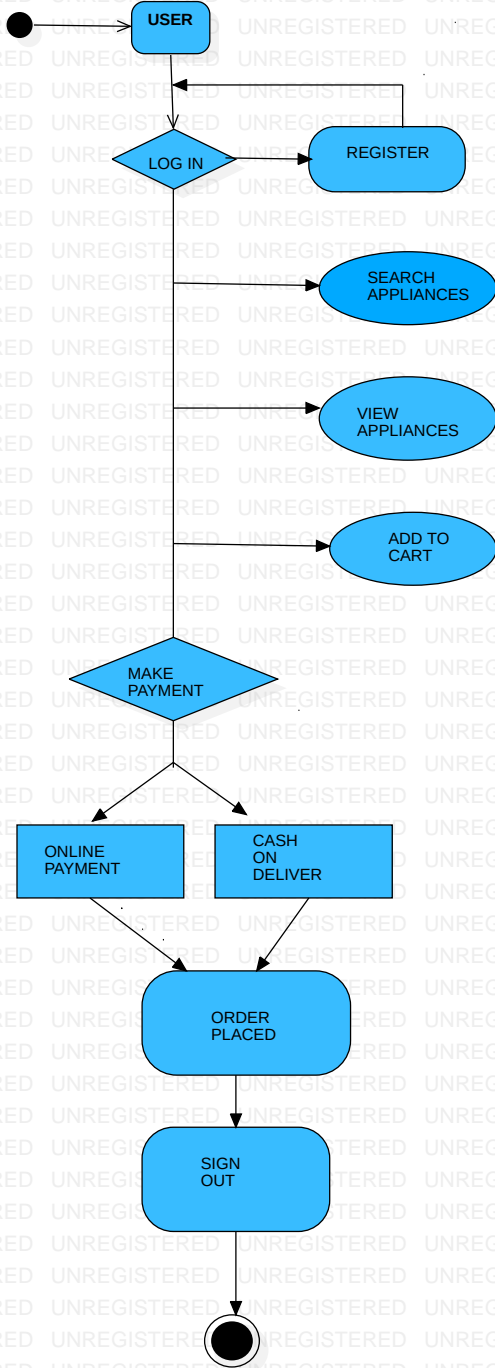 USER
LOG IN
REGISTER
SEARCH
APPLIANCES
VIEW
APPLIANCES
ADD TO
CART
MAKE
PAYMENT
ONLINE
PAYMENT
CASH
ON
DELIVER
ORDER
PLACED
SIGN
OUT
UNREGISTERED